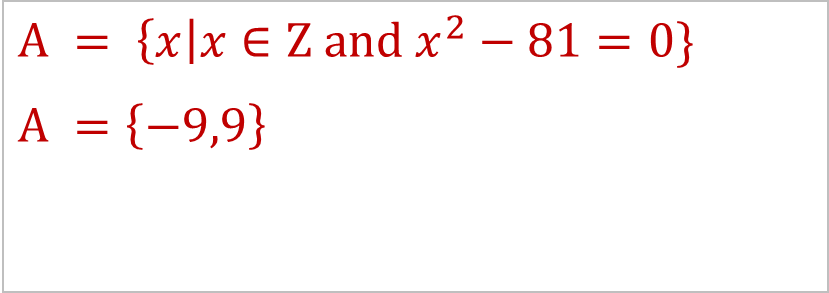 A = {x|x ∈ Z and x² − 81 = 0}
A = {−9,9}